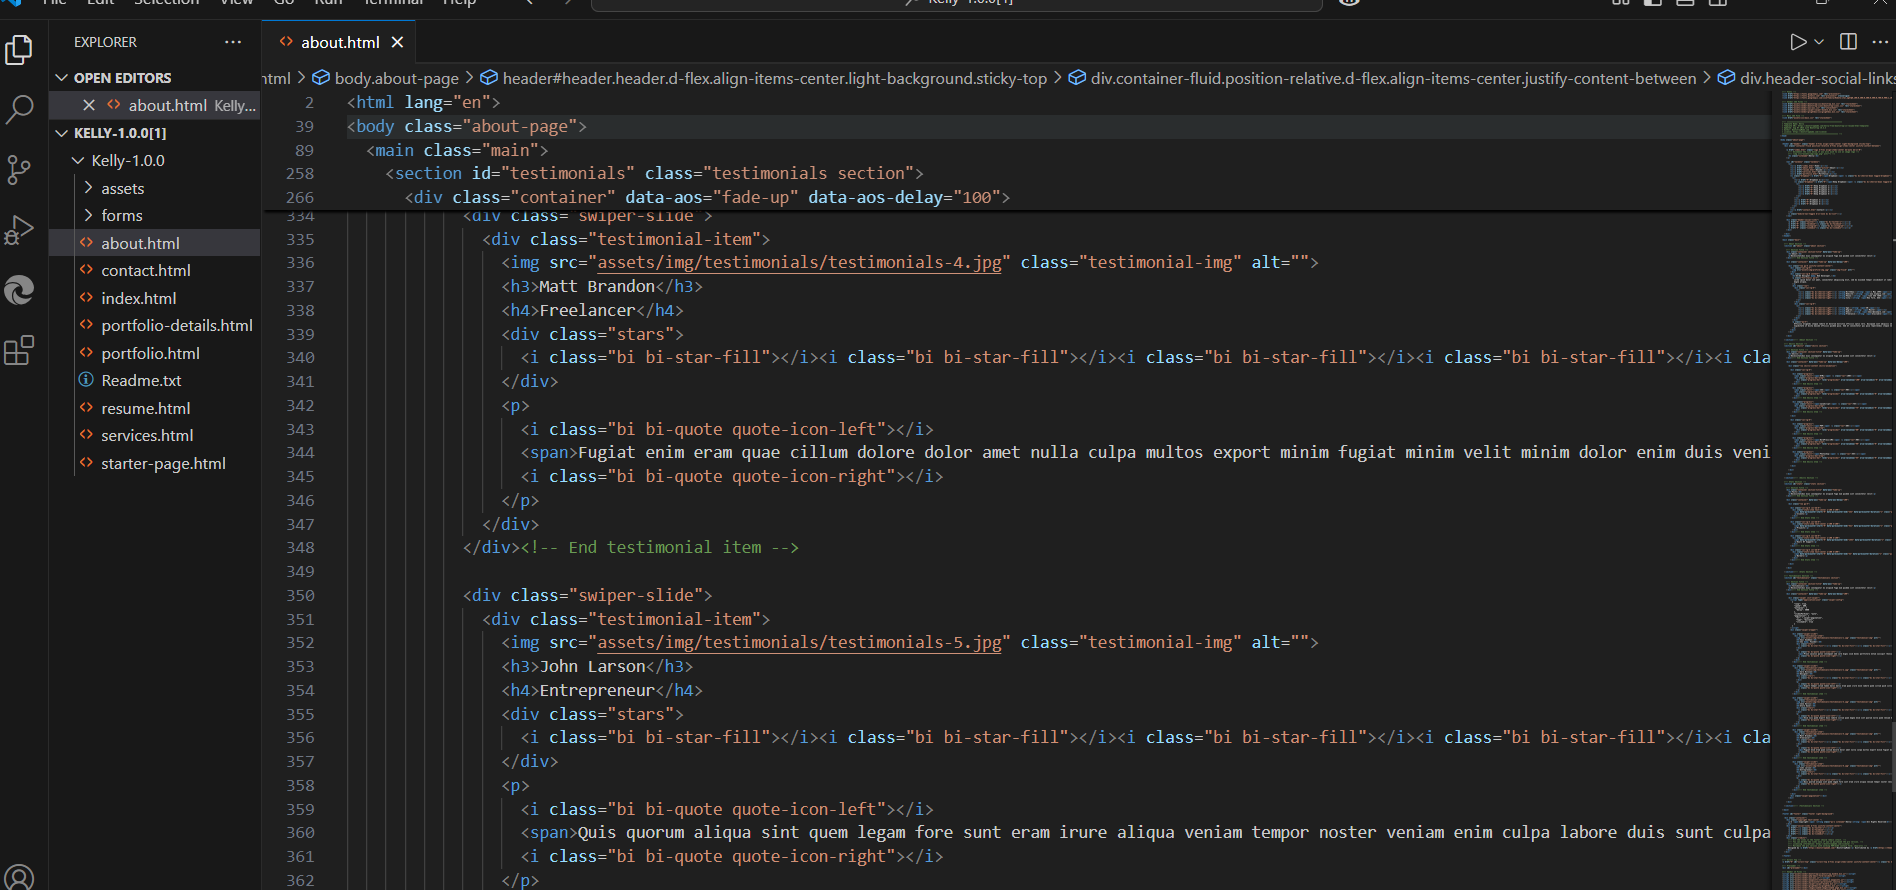 File Edit Selection View Go Run Terminal Help
Kelly-1.0.0[1]
EXPLORER
about.html
OPEN EDITORS
about.html Kelly...
KELLY-1.0.0[1]
Kelly-1.0.0
assets
forms
about.html
contact.html
index.html
portfolio-details.html
portfolio.html
Readme.txt
resume.html
services.html
starter-page.html
html > body.about-page > header#header.header.d-flex.align-items-center.light-background.sticky-top > div.container-fluid.position-relative.d-flex.align-items-center.justify-content-between > div.header-social-links
2 <html lang="en">
39 <body class="about-page">
89 <main class="main">
258 <section id="testimonials" class="testimonials section">
266 <div class="container" data-aos="fade-up" data-aos-delay="100">
334 <div class="swiper-slide">
335 <div class="testimonial-item">
336 <img src="assets/img/testimonials/testimonials-4.jpg" class="testimonial-img" alt="">
337 <h3>Matt Brandon</h3>
338 <h4>Freelancer</h4>
339 <div class="stars">
340 <i class="bi bi-star-fill"></i><i class="bi bi-star-fill"></i><i class="bi bi-star-fill"></i><i class="bi bi-star-fill"></i><i cla
341 </div>
342 <p>
343 <i class="bi bi-quote quote-icon-left"></i>
344 <span>Fugiat enim eram quae cillum dolore dolor amet nulla culpa multos export minim fugiat minim velit minim dolor enim duis veni
345 <i class="bi bi-quote quote-icon-right"></i>
346 </p>
347 </div>
348 </div><!-- End testimonial item -->
349
350 <div class="swiper-slide">
351 <div class="testimonial-item">
352 <img src="assets/img/testimonials/testimonials-5.jpg" class="testimonial-img" alt="">
353 <h3>John Larson</h3>
354 <h4>Entrepreneur</h4>
355 <div class="stars">
356 <i class="bi bi-star-fill"></i><i class="bi bi-star-fill"></i><i class="bi bi-star-fill"></i><i class="bi bi-star-fill"></i><i cla
357 </div>
358 <p>
359 <i class="bi bi-quote quote-icon-left"></i>
360 <span>Quis quorum aliqua sint quem legam fore sunt eram irure aliqua veniam tempor noster veniam enim culpa labore duis sunt culpa
361 <i class="bi bi-quote quote-icon-right"></i>
362 </p>